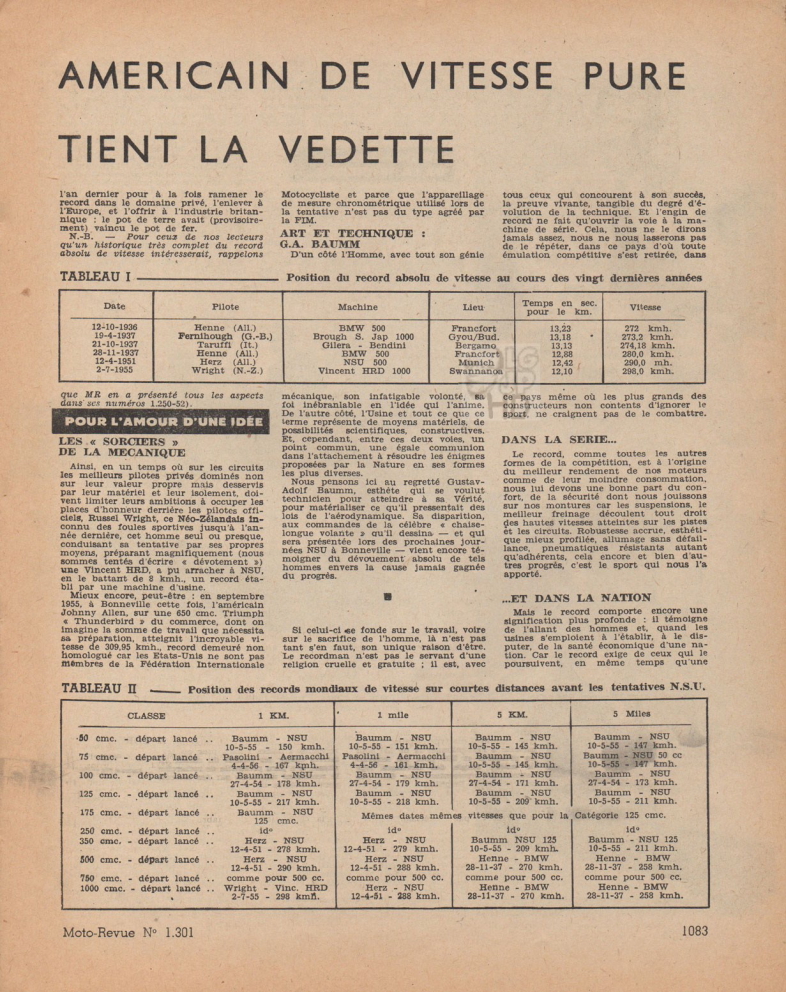 AMERICAIN DE VITESSE PURE
TIENT LA VEDETTE
l'an dernier pour à la fois ramener le
record dans le domaine privé, l'enlever à
l'Europe, et l'offrir à l'industrie britan-
nique : le pot de terre avait (provisoire-
ment) vaincu le pot de fer.
N.-B. — Pour ceux de nos lecteurs
qu'un historique très complet du record
absolu de vitesse intéresserait, rappelons
Motocycliste et parce que l'appareillage
de mesure chronométrique utilisé lors de
la tentative n'est pas du type agréé par
la FIM.
ART ET TECHNIQUE :
G.A. BAUMM
D'un côté l'Homme, avec tout son génie
tous ceux qui concourent à son succès,
la preuve vivante, tangible du degré d'é-
volution de la technique. Et l'engin de
record ne fait qu'ouvrir la voie à la ma-
chine de série. Cela, nous ne le dirons
jamais assez, nous ne nous lasserons pas
de le répéter, dans ce pays d'où toute
émulation compétitive s'est retirée, dans
TABLEAU I — Position du record absolu de vitesse au cours des vingt dernières années
Date Pilote Machine Lieu Temps en sec. pour le km. Vitesse
12-10-1936 Henne (All.) BMW 500 Francfort 13,23 272 kmh.
19-4-1937 Fernihough (G.-B.) Brough S. Jap 1000 Gyou/Bud. 13,18 273,2 kmh.
21-10-1937 Taruffi (It.) Gilera - Bendini Bergamo 13,13 274,18 kmh.
28-11-1937 Henne (All.) BMW 500 Francfort 12,88 280,0 kmh.
12-4-1951 Herz (All.) NSU 500 Munich 12,42 290,0 mh.
2-7-1955 Wright (N.-Z.) Vincent HRD 1000 Swannanoa 12,10 298,0 kmh.
que MR en a présenté tous les aspects
dans ses numéros 1.250-52).
POUR L'AMOUR D'UNE IDÉE
LES « SORCIERS »
DE LA MECANIQUE
Ainsi, en un temps où sur les circuits
les meilleurs pilotes privés dominés non
sur leur valeur propre mais desservis
par leur matériel et leur isolement, doi-
vent limiter leurs ambitions à occuper les
places d'honneur derrière les pilotes offi-
ciels, Russel Wright, ce Néo-Zélandais in-
connu des foules sportives jusqu'à l'an-
née dernière, cet homme seul ou presque,
conduisant sa tentative par ses propres
moyens, préparant magnifiquement (nous
sommes tentés d'écrire « dévotement »)
une Vincent HRD, a pu arracher à NSU,
en le battant de 8 kmh., un record éta-
bli par une machine d'usine.
Mieux encore, peut-être : en septembre
1955, à Bonneville cette fois, l'américain
Johnny Allen, sur une 650 cmc. Triumph
« Thunderbird » du commerce, dont on
imagine la somme de travail que nécessita
sa préparation, atteignit l'incroyable vi-
tesse de 309,95 kmh., record demeuré non
homologué car les Etats-Unis ne sont pas
membres de la Fédération Internationale
mécanique, son infatigable volonté, sa
foi inébranlable en l'idée qui l'anime.
De l'autre côté, l'Usine et tout ce que ce
terme représente de moyens matériels, de
possibilités scientifiques, constructives.
Et, cependant, entre ces deux voies, un
point commun, une égale communion
dans l'attachement à résoudre les énigmes
proposées par la Nature en ses formes
les plus diverses.
Nous pensons ici au regretté Gustav-
Adolf Baumm, esthète qui se voulut
technicien pour atteindre à sa Vérité,
pour matérialiser ce qu'il pressentait des
lois de l'aérodynamique. Sa disparition,
aux commandes de la célèbre « chaise-
longue volante » qu'il dessina — et qui
sera présentée lors des prochaines jour-
nées NSU à Bonneville — vient encore té-
moigner du dévouement absolu de tels
hommes envers la cause jamais gagnée
du progrès.
Si celui-ci se fonde sur le travail, voire
sur le sacrifice de l'homme, là n'est pas
tant s'en faut, son unique raison d'être.
Le recordman n'est pas le servant d'une
religion cruelle et gratuite ; il est, avec
ce pays même où les plus grands des
constructeurs non contents d'ignorer le
sport, ne craignent pas de le combattre.
DANS LA SERIE...
Le record, comme toutes les autres
formes de la compétition, est à l'origine
du meilleur rendement de nos moteurs
comme de leur moindre consommation,
nous lui devons une bonne part du con-
fort, de la sécurité dont nous jouissons
sur nos montures car les suspensions, le
meilleur freinage découlent tout droit
des hautes vitesses atteintes sur les pistes
et les circuits. Robustesse accrue, esthéti-
que mieux profilée, allumage sans défail-
lance, pneumatiques résistants autant
qu'adhérents, cela encore et bien d'au-
tres progrès, c'est le sport qui nous l'a
apporté.
...ET DANS LA NATION
Mais le record comporte encore une
signification plus profonde : il témoigne
de l'allant des hommes et, quand les
usines s'emploient à l'établir, à le dis-
puter, de la santé économique d'une na-
tion. Car le record exige de ceux qui le
poursuivent, en même temps qu'une
TABLEAU II — Position des records mondiaux de vitesse sur courtes distances avant les tentatives N.S.U.
CLASSE 1 KM. 1 mile 5 KM. 5 Miles
50 cmc. - départ lancé .. Baumm - NSU Baumm - NSU Baumm - NSU Baumm - NSU
10-5-55 - 150 kmh. 10-5-55 - 151 kmh. 10-5-55 - 145 kmh. 10-5-55 - 147 kmh.
75 cmc. - départ lancé .. Pasolini - Aermacchi Pasolini - Aermacchi Baumm - NSU Baumm - NSU 50 cc
4-4-56 - 167 kmh. 4-4-56 - 161 kmh. 10-5-55 - 145 kmh. 10-5-55 - 147 kmh.
100 cmc. - départ lancé .. Baumm - NSU Baumm - NSU Baumm - NSU Baumm - NSU
27-4-54 - 178 kmh. 27-4-54 - 179 kmh. 27-4-54 - 171 kmh. 27-4-54 - 173 kmh.
125 cmc. - départ lancé .. Baumm - NSU Baumm - NSU Baumm - NSU Baumm - NSU
10-5-55 - 217 kmh. 10-5-55 - 218 kmh. 10-5-55 - 209 kmh. 10-5-55 - 211 kmh.
175 cmc. - départ lancé .. Baumm - NSU 125 cmc. Mêmes dates mêmes vitesses que pour la Catégorie 125 cmc.
250 cmc. - départ lancé .. idº idº idº idº
350 cmc. - départ lancé .. Herz - NSU Herz - NSU Baumm NSU 125 Baumm - NSU 125
12-4-51 - 278 kmh. 12-4-51 - 279 kmh. 10-5-55 - 209 kmh. 10-5-55 - 211 kmh.
500 cmc. - départ lancé .. Herz - NSU Herz - NSU Henne - BMW Henne - BMW
12-4-51 - 290 kmh. 12-4-51 - 288 kmh. 28-11-37 - 270 kmh. 28-11-37 - 258 kmh.
750 cmc. - départ lancé .. comme pour 500 cc. comme pour 500 cc. comme pour 500 cc. comme pour 500 cc.
1000 cmc. - départ lancé .. Wright - Vinc. HRD Herz - NSU Henne - BMW Henne - BMW
2-7-55 - 298 kmh. 12-4-51 - 288 kmh. 28-11-37 - 270 kmh. 28-11-37 - 258 kmh.
Moto-Revue Nº 1.301
1083